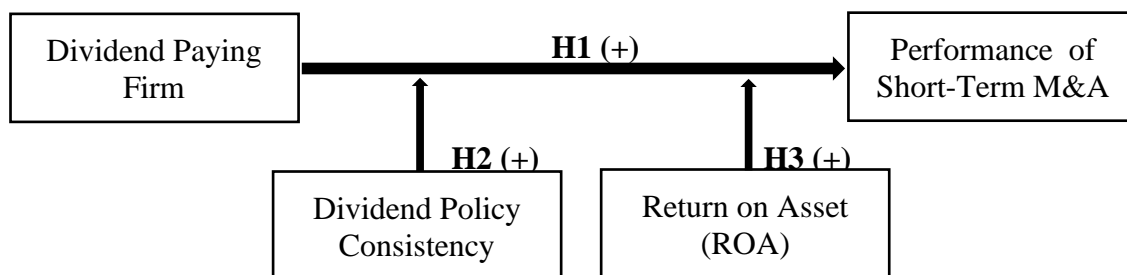 Dividend Paying
Firm
H1 (+)
Performance of
Short-Term M&A
H2 (+)
H3 (+)
Dividend Policy
Consistency
Return on Asset
(ROA)